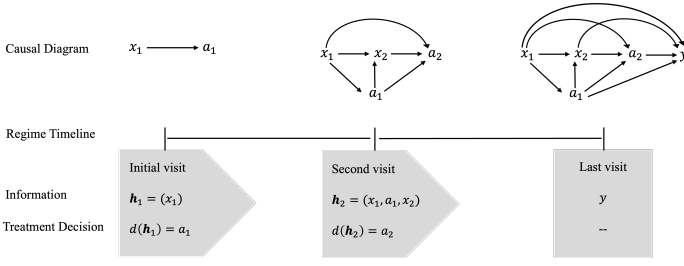 Causal Diagram
x₁ a₁
x₁ x₂ a₂
a₁
x₁ x₂ a₂ y
a₁
Regime Timeline
Initial visit
Second visit
Last visit
Information
h₁ = (x₁)
h₂ = (x₁, a₁, x₂)
y
Treatment Decision
d(h₁) = a₁
d(h₂) = a₂
--